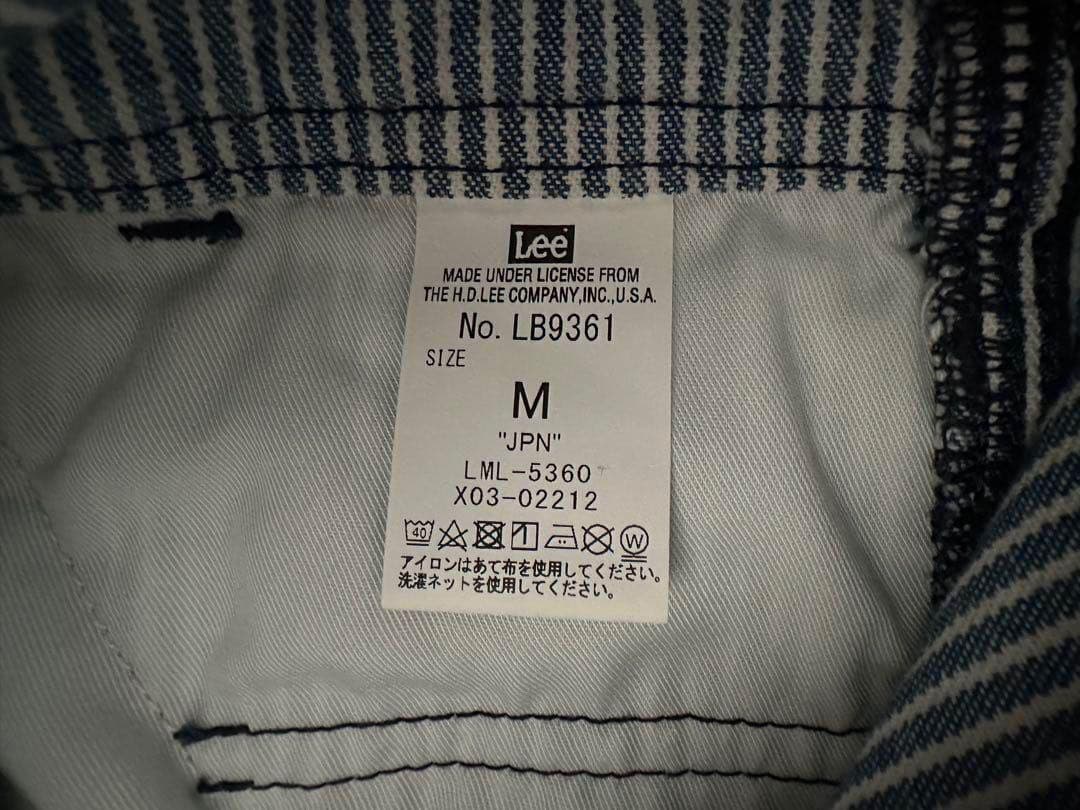 Lee
MADE UNDER LICENSE FROM
THE H.D.LEE COMPANY,INC.,U.S.A.
No. LB9361
SIZE
M
"JPN"
LML-5360
X03-02212
40 W
アイロンはあて布を使用してください。
洗濯ネットを使用してください。